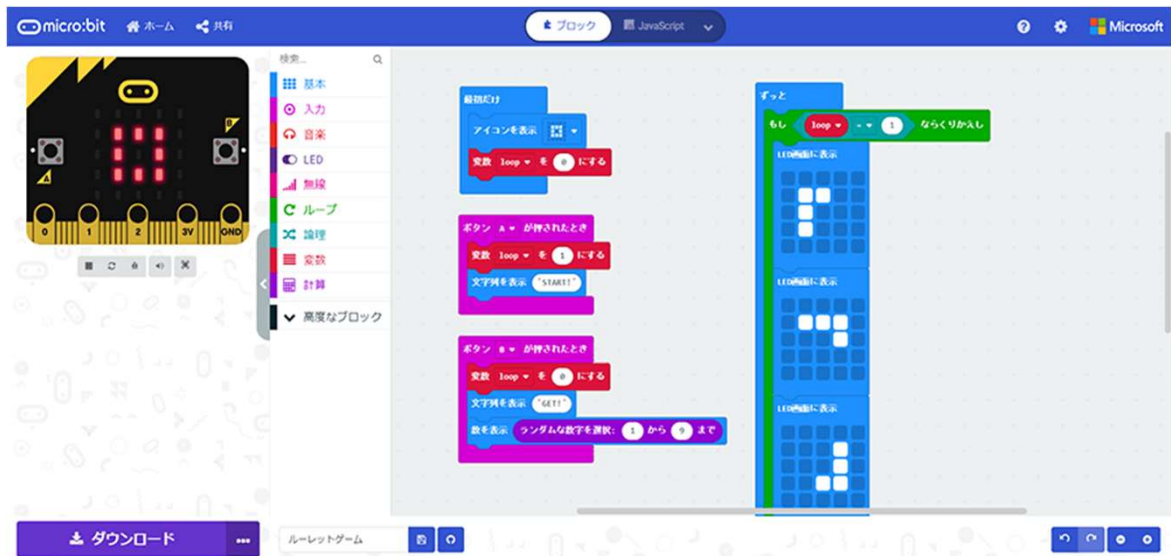 micro:bit ホーム 共有 ブロック JavaScript Microsoft
検索...
基本
入力
音楽
LED
無線
ループ
論理
変数
計算
高度なブロック
A
B
0 1 2 3V GND
最初だけ
アイコンを表示
変数 loop を 0 にする
ボタン A が押されたとき
変数 loop を 1 にする
文字列を表示 "START!"
ボタン B が押されたとき
変数 loop を 0 にする
文字列を表示 "GET!"
数を表示 ランダムな数字を選択: 1 から 9 まで
ずっと
もし loop = 1 ならくりかえし
LED画面に表示
LED画面に表示
LED画面に表示
ダウンロード
ルーレットゲーム